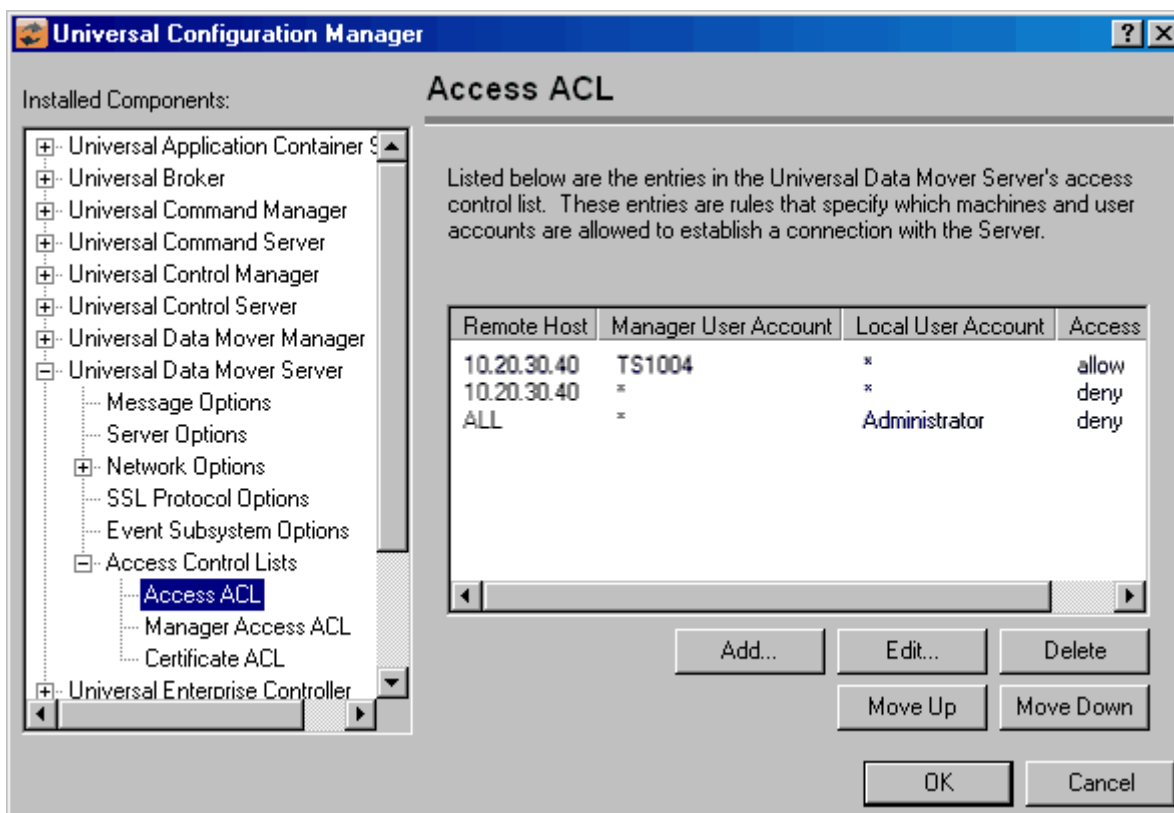 Universal Configuration Manager
Installed Components:
Universal Application Container S
Universal Broker
Universal Command Manager
Universal Command Server
Universal Control Manager
Universal Control Server
Universal Data Mover Manager
Universal Data Mover Server
Message Options
Server Options
Network Options
SSL Protocol Options
Event Subsystem Options
Access Control Lists
Access ACL
Manager Access ACL
Certificate ACL
Universal Enterprise Controller
Access ACL
Listed below are the entries in the Universal Data Mover Server's access
control list.  These entries are rules that specify which machines and user
accounts are allowed to establish a connection with the Server.
Remote Host Manager User Account Local User Account Access
10.20.30.40 TS1004 * allow
10.20.30.40 * * deny
ALL * Administrator deny
Add... Edit... Delete
Move Up Move Down
OK Cancel